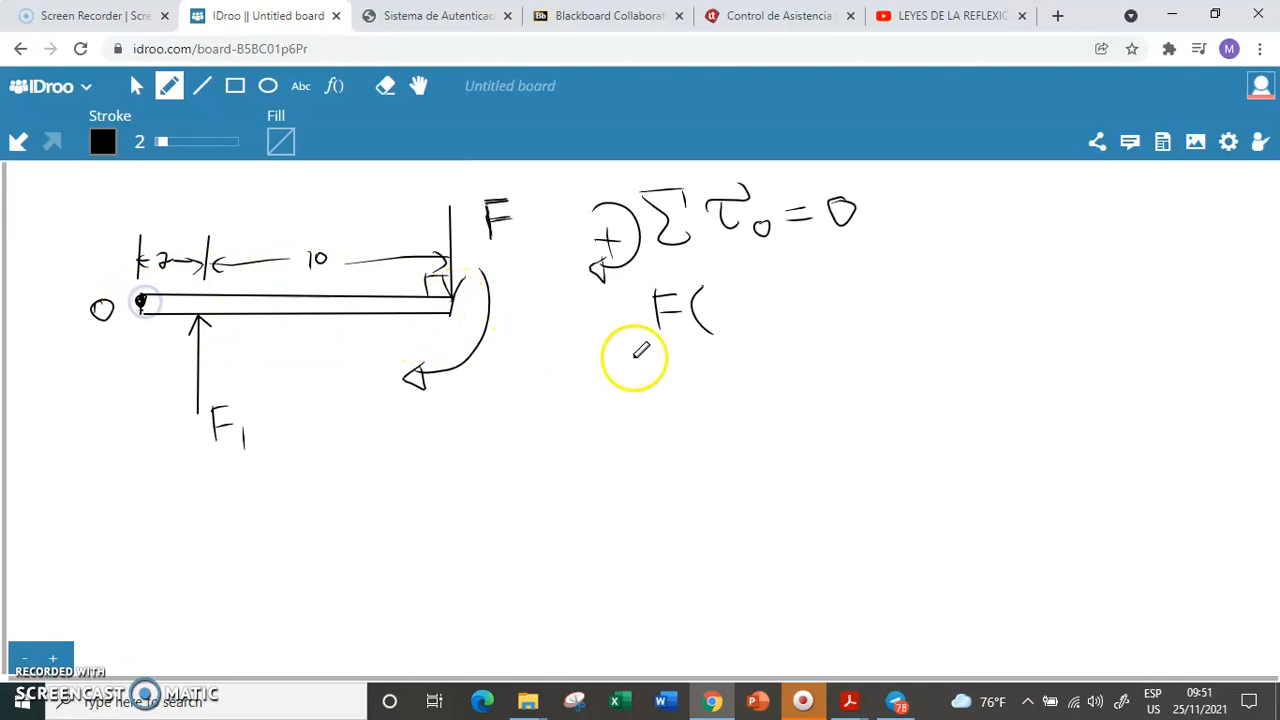 Screen Recorder | Scre
IDroo || Untitled board
Sistema de Autenticac
Blackboard Collaborat
Control de Asistencia
LEYES DE LA REFLEXIÓ
idroo.com/board-B5BC01p6Pr
M
IDroo
Abc
f()
Untitled board
Stroke
Fill
2
F
+ Σ τ₀ = 0
10
O
F(
F₁
- +
RECORDED WITH
SCREENCAST MATIC
Type here to search
78
76°F
ESP
US
09:51
25/11/2021